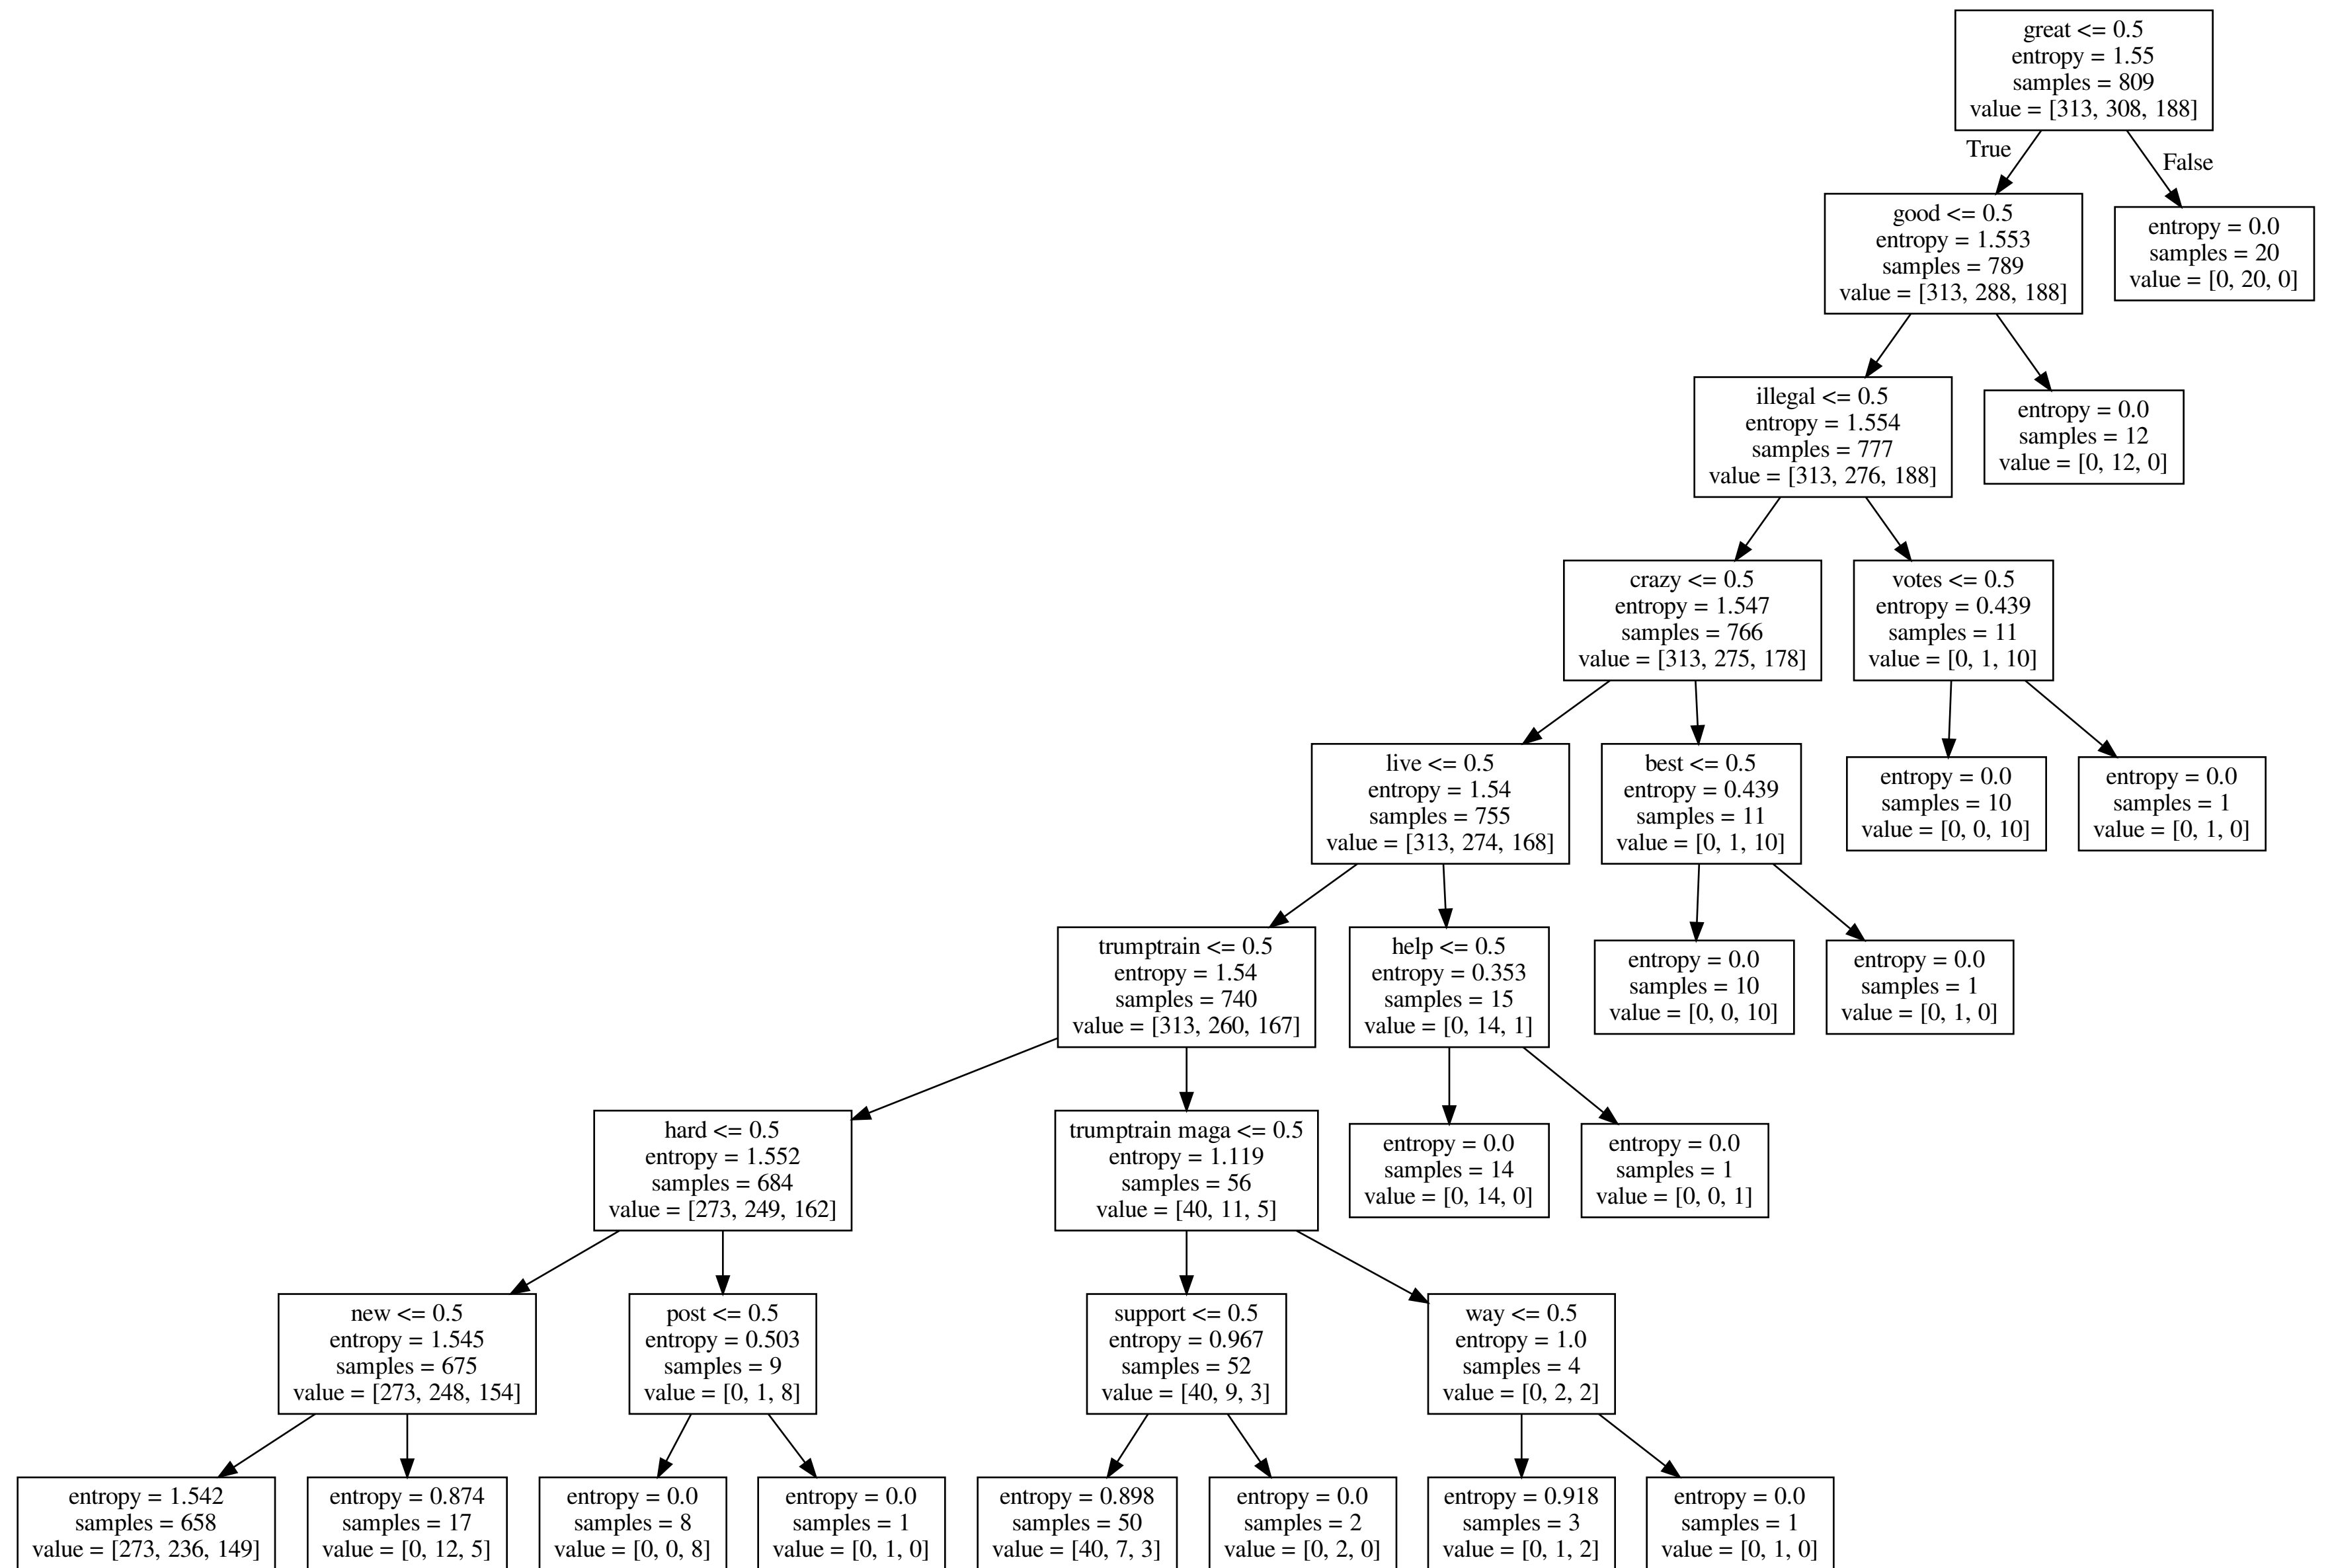 great <= 0.5
entropy = 1.55
samples = 809
value = [313, 308, 188]
True
False
good <= 0.5
entropy = 1.553
samples = 789
value = [313, 288, 188]
entropy = 0.0
samples = 20
value = [0, 20, 0]
illegal <= 0.5
entropy = 1.554
samples = 777
value = [313, 276, 188]
entropy = 0.0
samples = 12
value = [0, 12, 0]
crazy <= 0.5
entropy = 1.547
samples = 766
value = [313, 275, 178]
votes <= 0.5
entropy = 0.439
samples = 11
value = [0, 1, 10]
live <= 0.5
entropy = 1.54
samples = 755
value = [313, 274, 168]
best <= 0.5
entropy = 0.439
samples = 11
value = [0, 1, 10]
entropy = 0.0
samples = 10
value = [0, 0, 10]
entropy = 0.0
samples = 1
value = [0, 1, 0]
trumptrain <= 0.5
entropy = 1.54
samples = 740
value = [313, 260, 167]
help <= 0.5
entropy = 0.353
samples = 15
value = [0, 14, 1]
entropy = 0.0
samples = 10
value = [0, 0, 10]
entropy = 0.0
samples = 1
value = [0, 1, 0]
hard <= 0.5
entropy = 1.552
samples = 684
value = [273, 249, 162]
trumptrain maga <= 0.5
entropy = 1.119
samples = 56
value = [40, 11, 5]
entropy = 0.0
samples = 14
value = [0, 14, 0]
entropy = 0.0
samples = 1
value = [0, 0, 1]
new <= 0.5
entropy = 1.545
samples = 675
value = [273, 248, 154]
post <= 0.5
entropy = 0.503
samples = 9
value = [0, 1, 8]
support <= 0.5
entropy = 0.967
samples = 52
value = [40, 9, 3]
way <= 0.5
entropy = 1.0
samples = 4
value = [0, 2, 2]
entropy = 1.542
samples = 658
value = [273, 236, 149]
entropy = 0.874
samples = 17
value = [0, 12, 5]
entropy = 0.0
samples = 8
value = [0, 0, 8]
entropy = 0.0
samples = 1
value = [0, 1, 0]
entropy = 0.898
samples = 50
value = [40, 7, 3]
entropy = 0.0
samples = 2
value = [0, 2, 0]
entropy = 0.918
samples = 3
value = [0, 1, 2]
entropy = 0.0
samples = 1
value = [0, 1, 0]